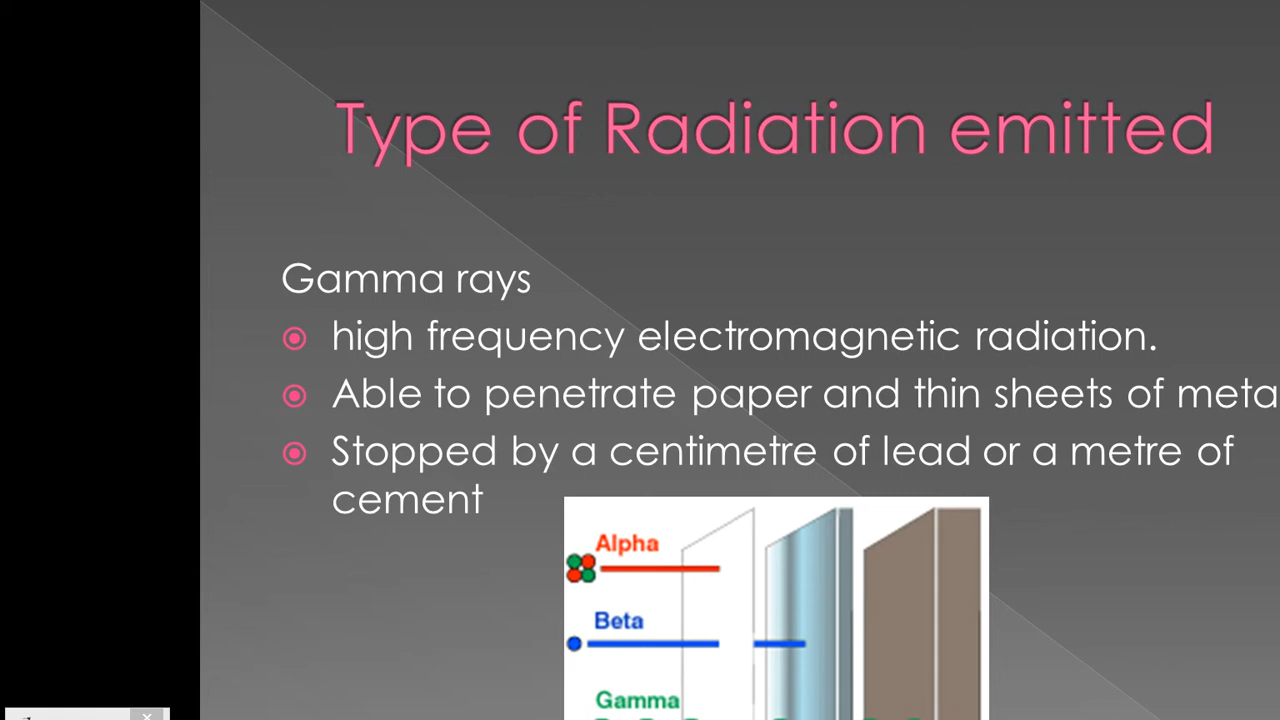 Type of Radiation emitted
Gamma rays
high frequency electromagnetic radiation.
Able to penetrate paper and thin sheets of meta
Stopped by a centimetre of lead or a metre of
cement
Alpha
Beta
Gamma